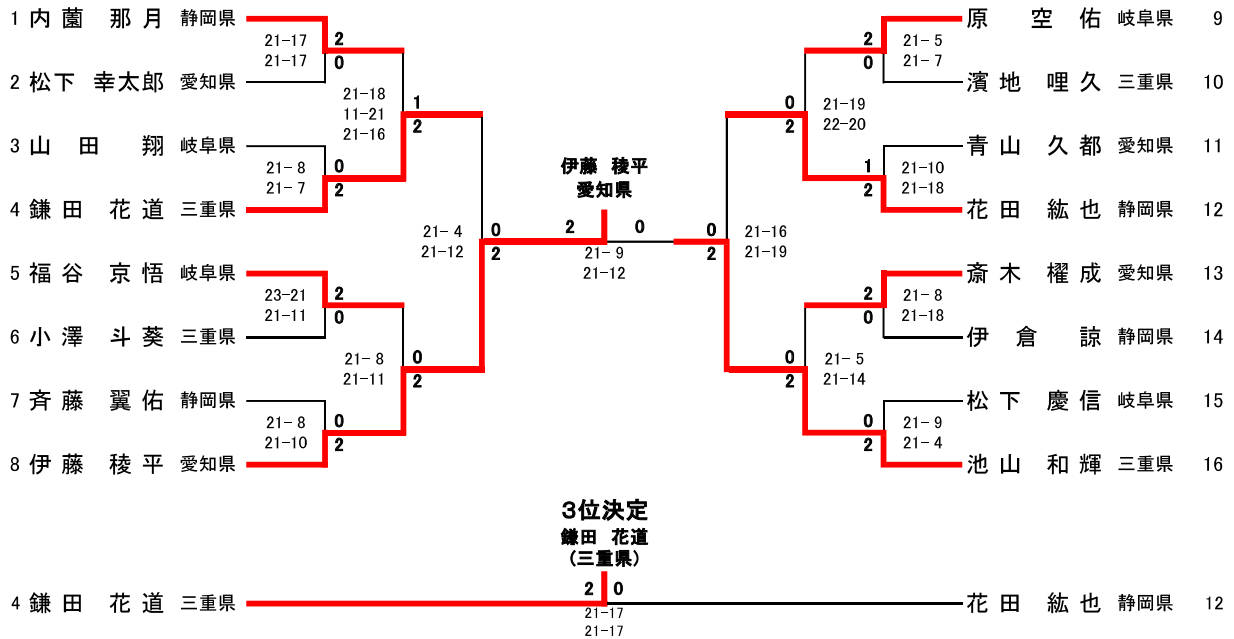 1 内薗 那月 静岡県
21-17
21-17
2
0
2 松下 幸太郎 愛知県
21-18
11-21
21-16
1
2
3 山田 翔 岐阜県
21- 8
21- 7
0
2
4 鎌田 花道 三重県
21- 4
21-12
0
2
5 福谷 京悟 岐阜県
23-21
21-11
2
0
6 小澤 斗葵 三重県
21- 8
21-11
0
2
7 斉藤 翼佑 静岡県
21- 8
21-10
0
2
8 伊藤 稜平 愛知県
伊藤 稜平
愛知県
2 0
21- 9
21-12
原 空佑 岐阜県 9
2
0
21- 5
21- 7
濱地 哩久 三重県 10
0
2
21-19
22-20
青山 久都 愛知県 11
1
2
21-10
21-18
花田 紘也 静岡県 12
0
2
21-16
21-19
斎木 櫂成 愛知県 13
2
0
21- 8
21-18
伊倉 諒 静岡県 14
0
2
21- 5
21-14
松下 慶信 岐阜県 15
0
2
21- 9
21- 4
池山 和輝 三重県 16
3位決定
鎌田 花道
(三重県)
4 鎌田 花道 三重県
2 0
21-17
21-17
花田 紘也 静岡県 12